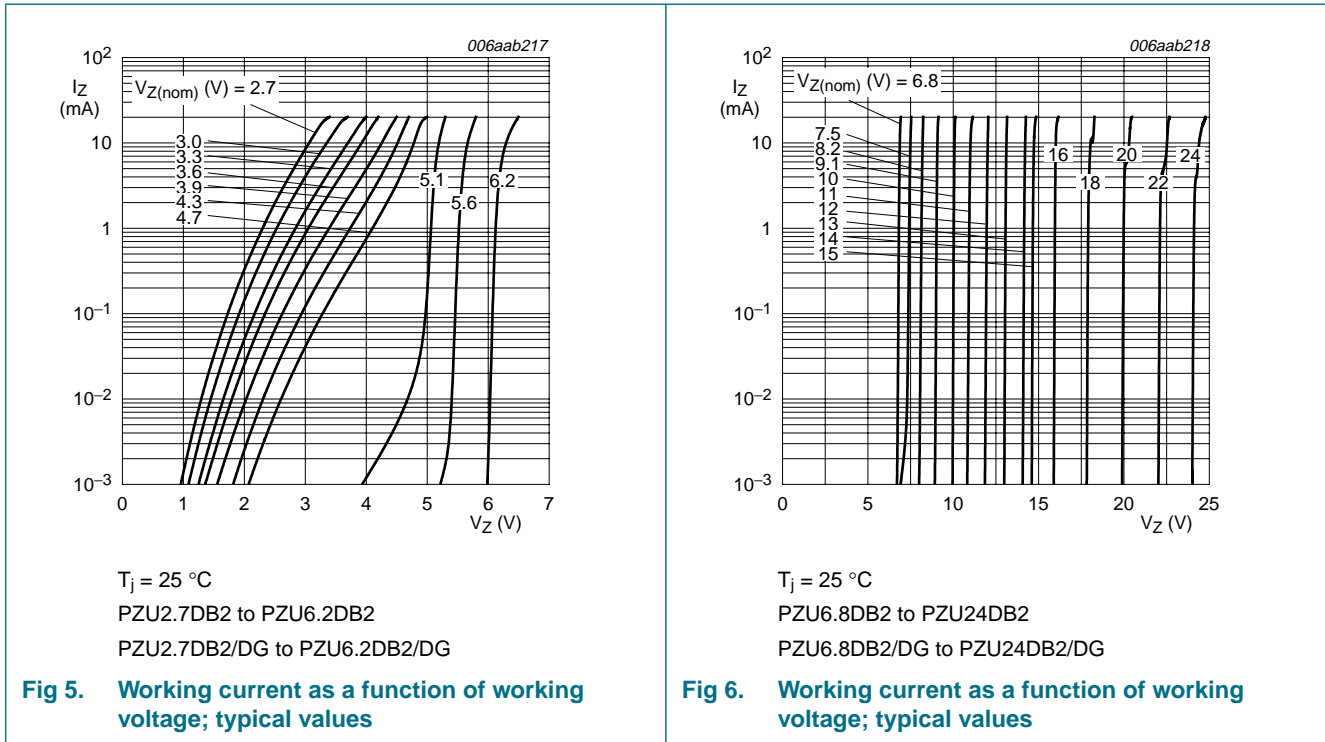 006aab217
10²
I_Z
(mA)
V_Z(nom) (V) = 2.7
10
3.0
3.3
3.6
3.9
4.3
4.7
5.1
6.2
5.6
1
10⁻¹
10⁻²
10⁻³
0 1 2 3 4 5 6 7
V_Z (V)
T_j = 25 °C
PZU2.7DB2 to PZU6.2DB2
PZU2.7DB2/DG to PZU6.2DB2/DG
Fig 5. Working current as a function of working
voltage; typical values
006aab218
10²
I_Z
(mA)
V_Z(nom) (V) = 6.8
10
7.5
8.2
9.1
10
11
12
13
14
15
16
20
24
18
22
1
10⁻¹
10⁻²
10⁻³
0 5 10 15 20 25
V_Z (V)
T_j = 25 °C
PZU6.8DB2 to PZU24DB2
PZU6.8DB2/DG to PZU24DB2/DG
Fig 6. Working current as a function of working
voltage; typical values